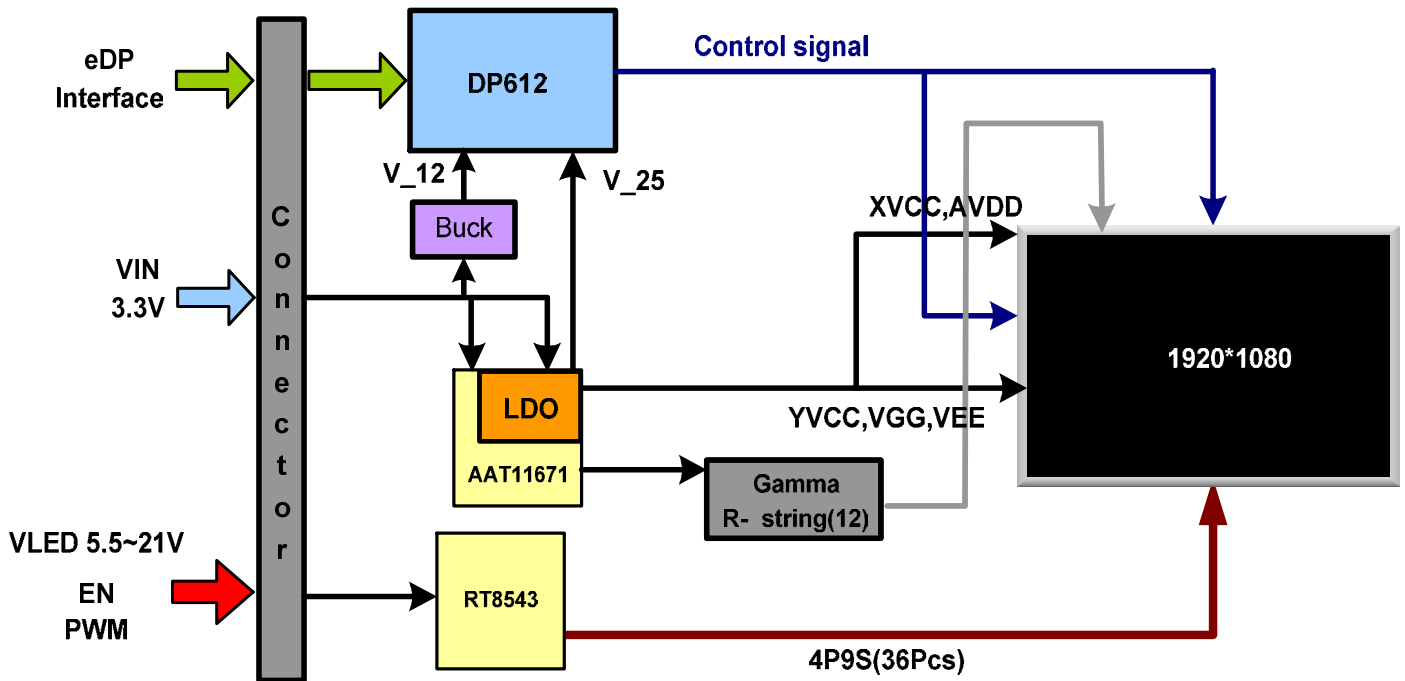 eDP
Interface
DP612
Control signal
V_12
V_25
Buck
XVCC,AVDD
Connector
VIN
3.3V
1920*1080
LDO
AAT11671
YVCC,VGG,VEE
Gamma
R- string(12)
VLED 5.5~21V
EN
PWM
RT8543
4P9S(36Pcs)